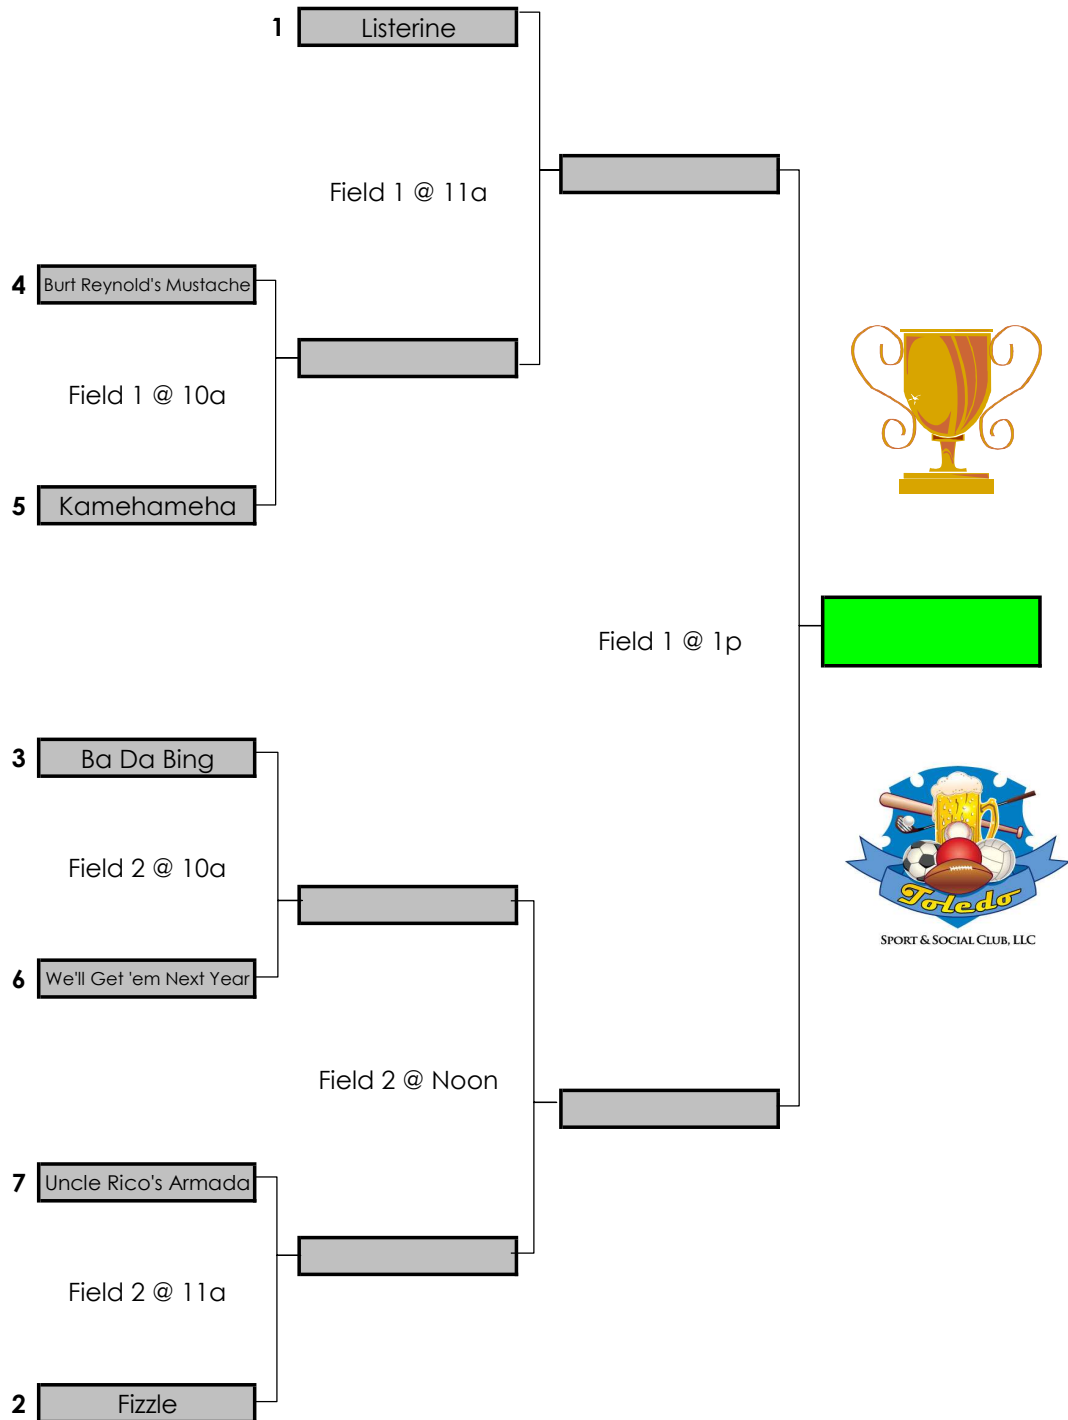 1 Listerine
Field 1 @ 11a
4 Burt Reynold's Mustache
Field 1 @ 10a
5 Kamehameha
Field 1 @ 1p
3 Ba Da Bing
Field 2 @ 10a
Toledo
SPORT & SOCIAL CLUB, LLC
6 We'll Get 'em Next Year
Field 2 @ Noon
7 Uncle Rico's Armada
Field 2 @ 11a
2 Fizzle